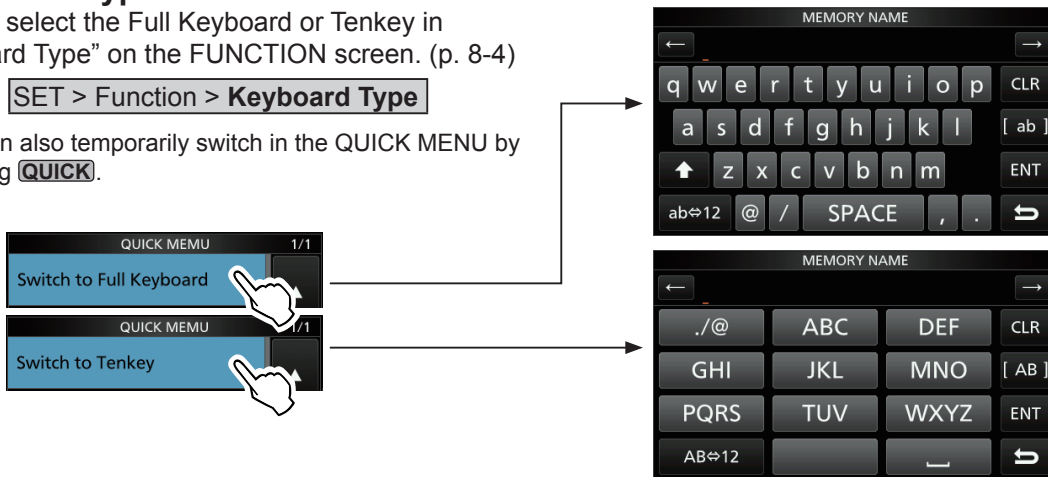 select the Full Keyboard or Tenkey in
Type” on the FUNCTION screen. (p. 8-4)
SET > Function > Keyboard Type
also temporarily switch in the QUICK MENU by
QUICK.
QUICK MEMU 1/1
Switch to Full Keyboard
QUICK MEMU 1/1
Switch to Tenkey
MEMORY NAME
← →
q w e r t y u i o p CLR
a s d f g h j k l [ ab ]
z x c v b n m ENT
ab⇔12 @ / SPACE , .
MEMORY NAME
← →
./@ ABC DEF CLR
GHI JKL MNO [ AB ]
PQRS TUV WXYZ ENT
AB⇔12